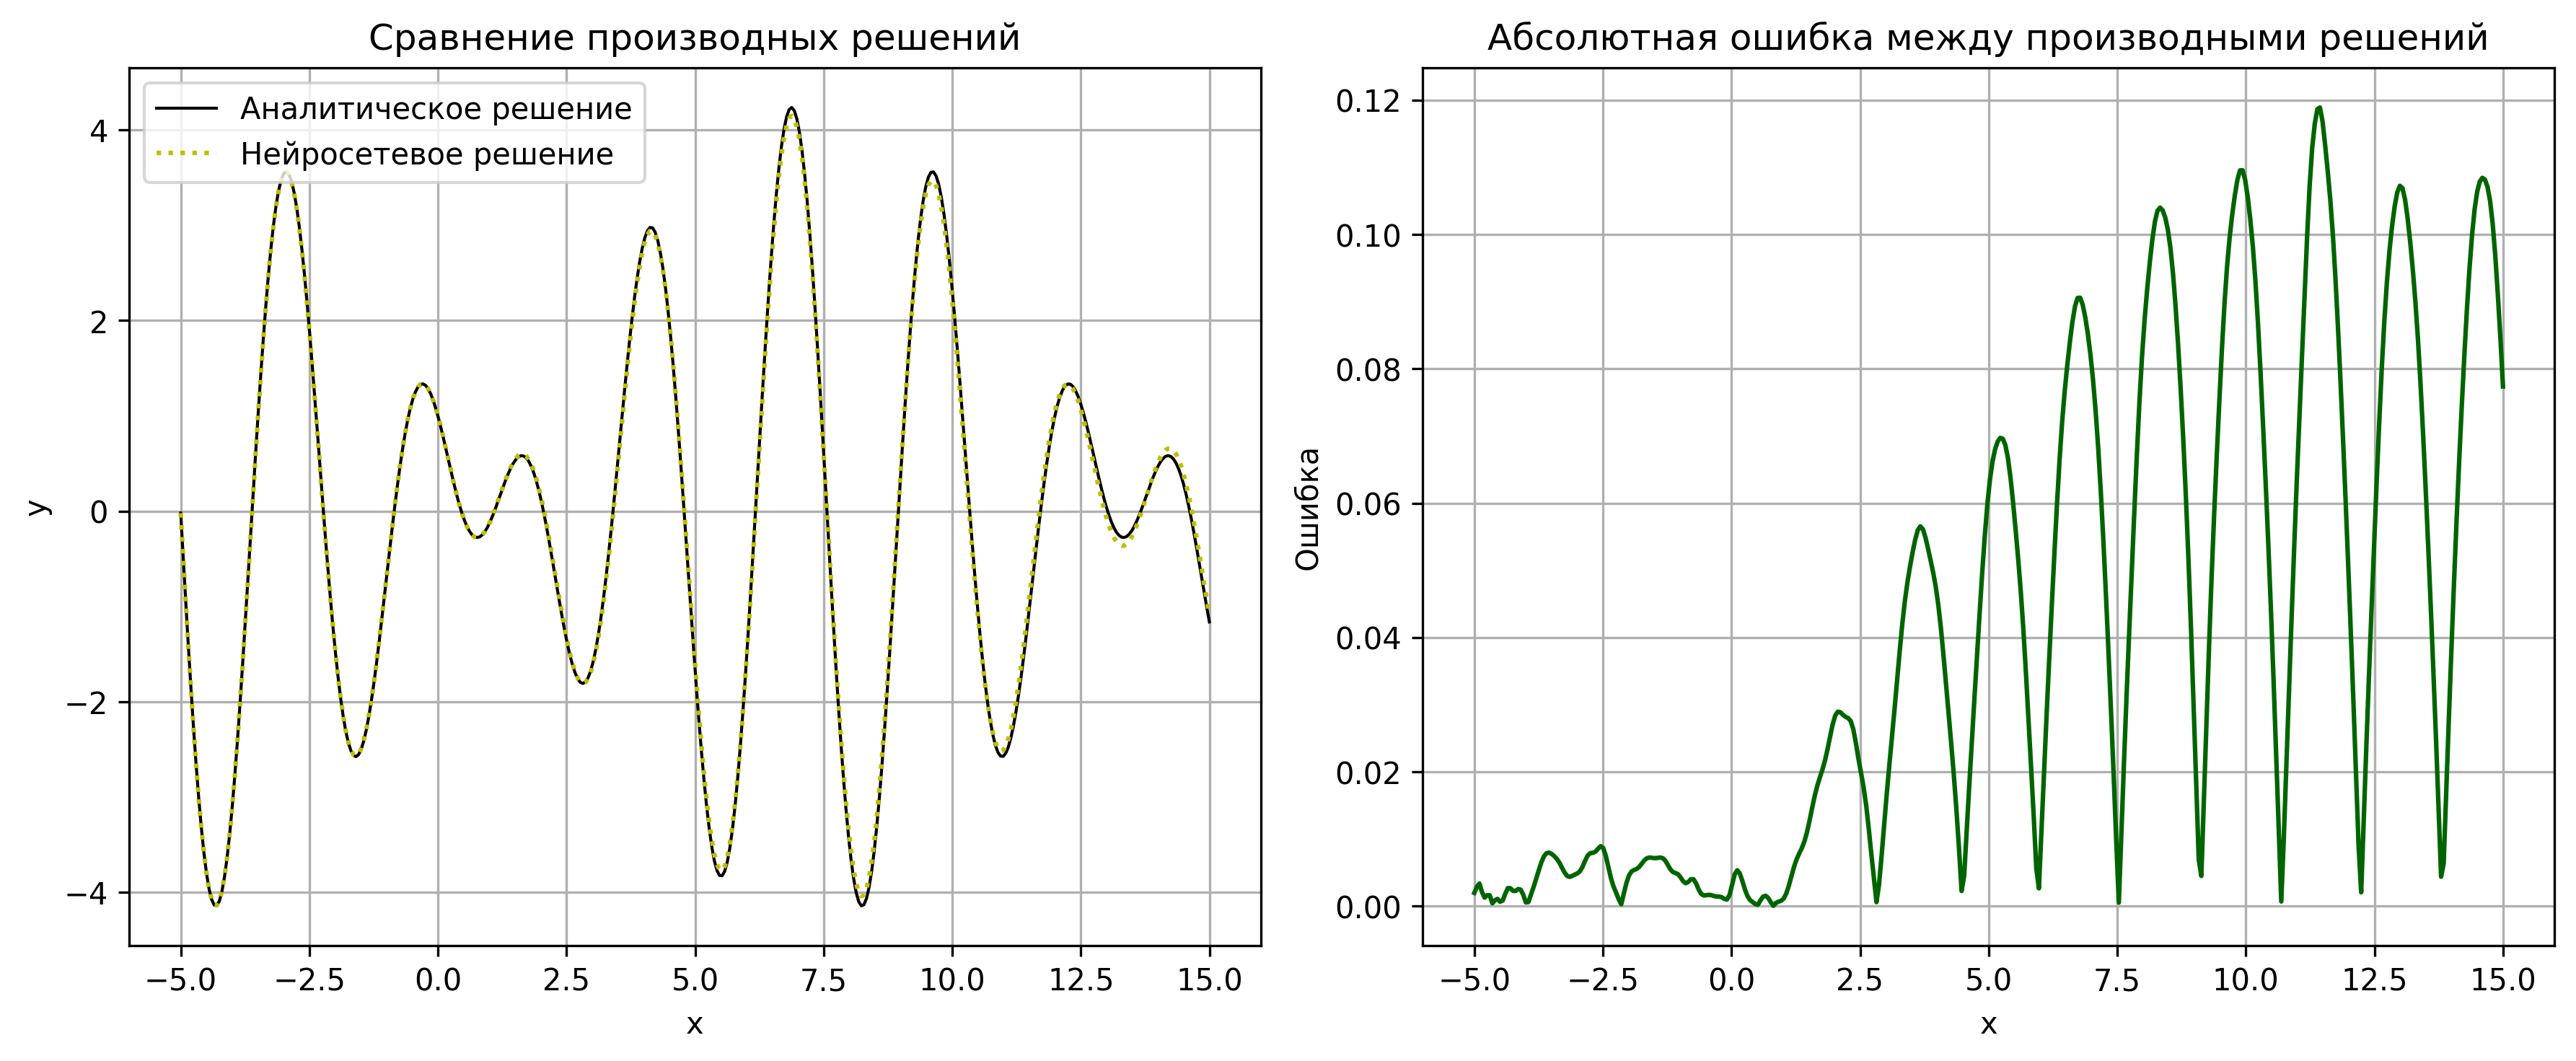 Сравнение производных решений
Аналитическое решение
Нейросетевое решение
4
2
0
−2
−4
y
−5.0 −2.5 0.0 2.5 5.0 7.5 10.0 12.5 15.0
x
Абсолютная ошибка между производными решений
0.12
0.10
0.08
0.06
0.04
0.02
0.00
Ошибка
−5.0 −2.5 0.0 2.5 5.0 7.5 10.0 12.5 15.0
x